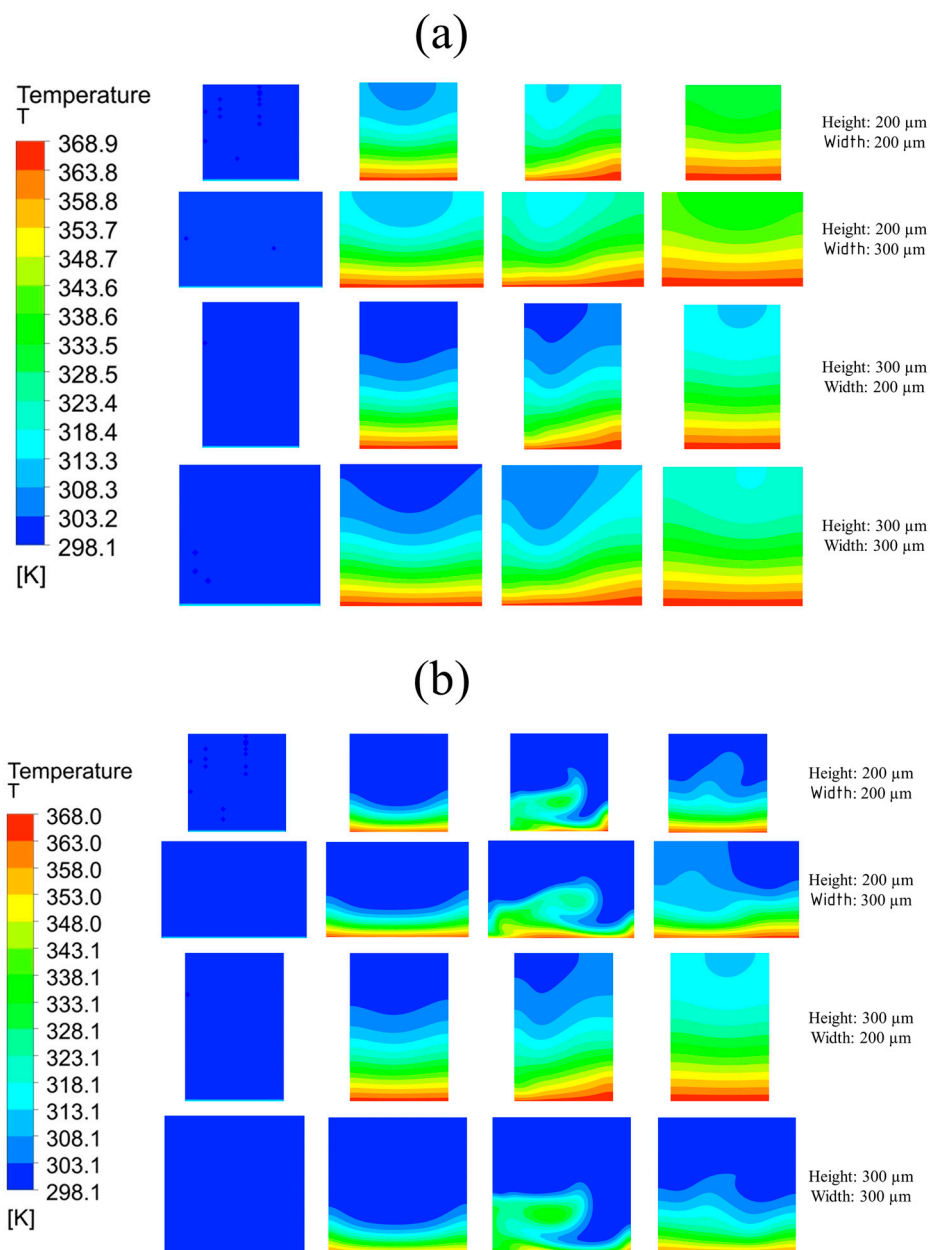 (a)
Temperature
T
368.9
363.8
358.8
353.7
348.7
343.6
338.6
333.5
328.5
323.4
318.4
313.3
308.3
303.2
298.1
[K]
Height: 200 µm
Width: 200 µm
Height: 200 µm
Width: 300 µm
Height: 300 µm
Width: 200 µm
Height: 300 µm
Width: 300 µm
(b)
Temperature
T
368.0
363.0
358.0
353.0
348.0
343.1
338.1
333.1
328.1
323.1
318.1
313.1
308.1
303.1
298.1
[K]
Height: 200 µm
Width: 200 µm
Height: 200 µm
Width: 300 µm
Height: 300 µm
Width: 200 µm
Height: 300 µm
Width: 300 µm